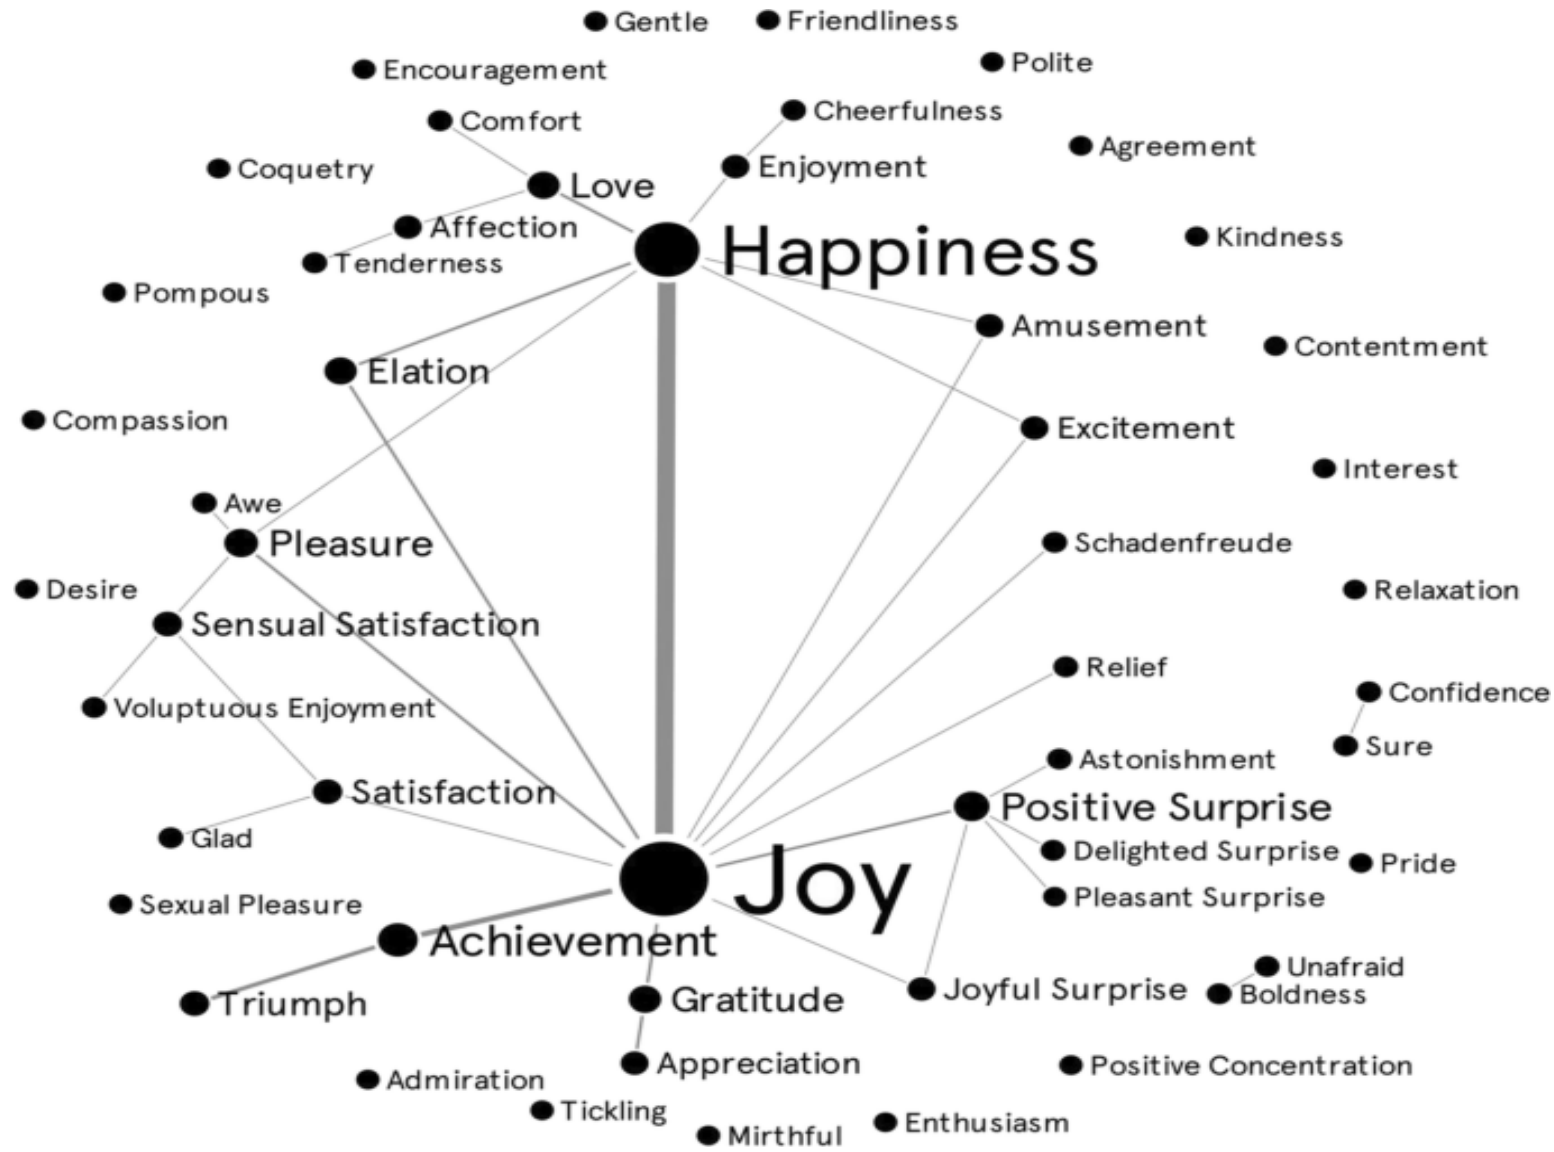 Gentle
Friendliness
Polite
Encouragement
Cheerfulness
Comfort
Agreement
Coquetry
Enjoyment
Love
Affection
Happiness
Kindness
Tenderness
Pompous
Amusement
Contentment
Elation
Compassion
Excitement
Interest
Awe
Pleasure
Schadenfreude
Desire
Relaxation
Sensual Satisfaction
Relief
Confidence
Voluptuous Enjoyment
Sure
Astonishment
Satisfaction
Positive Surprise
Glad
Delighted Surprise
Pride
Joy
Pleasant Surprise
Sexual Pleasure
Achievement
Unafraid
Joyful Surprise
Boldness
Triumph
Gratitude
Appreciation
Positive Concentration
Admiration
Tickling
Enthusiasm
Mirthful